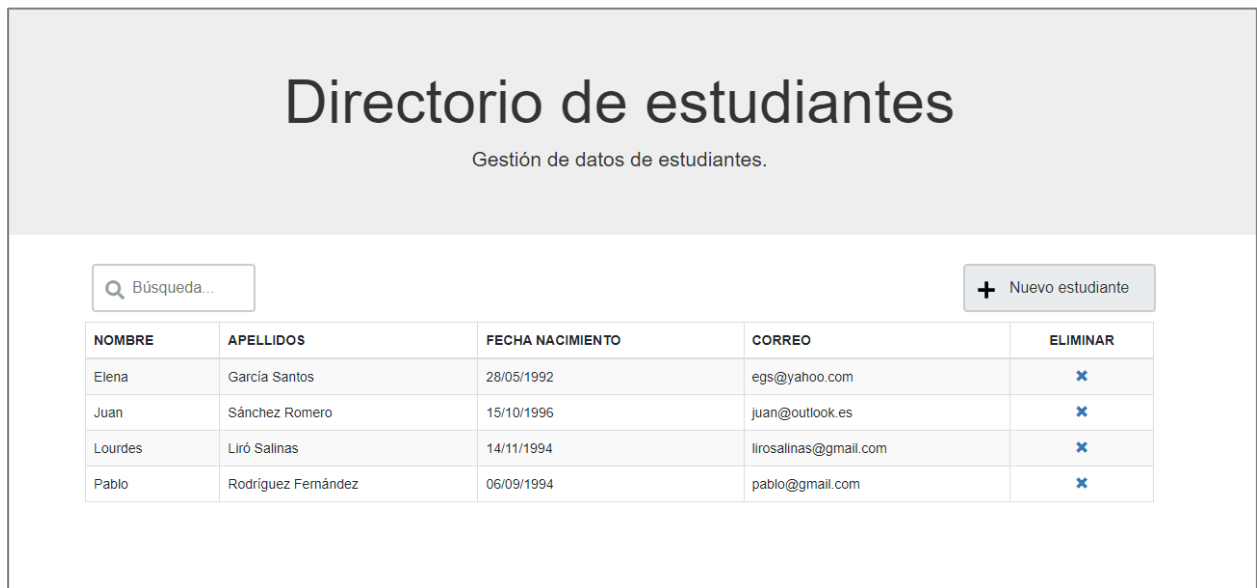 Directorio de estudiantes
Gestión de datos de estudiantes.
Búsqueda...
Nuevo estudiante
NOMBRE APELLIDOS FECHA NACIMIENTO CORREO ELIMINAR
Elena García Santos 28/05/1992 egs@yahoo.com
Juan Sánchez Romero 15/10/1996 juan@outlook.es
Lourdes Liró Salinas 14/11/1994 lirosalinas@gmail.com
Pablo Rodríguez Fernández 06/09/1994 pablo@gmail.com